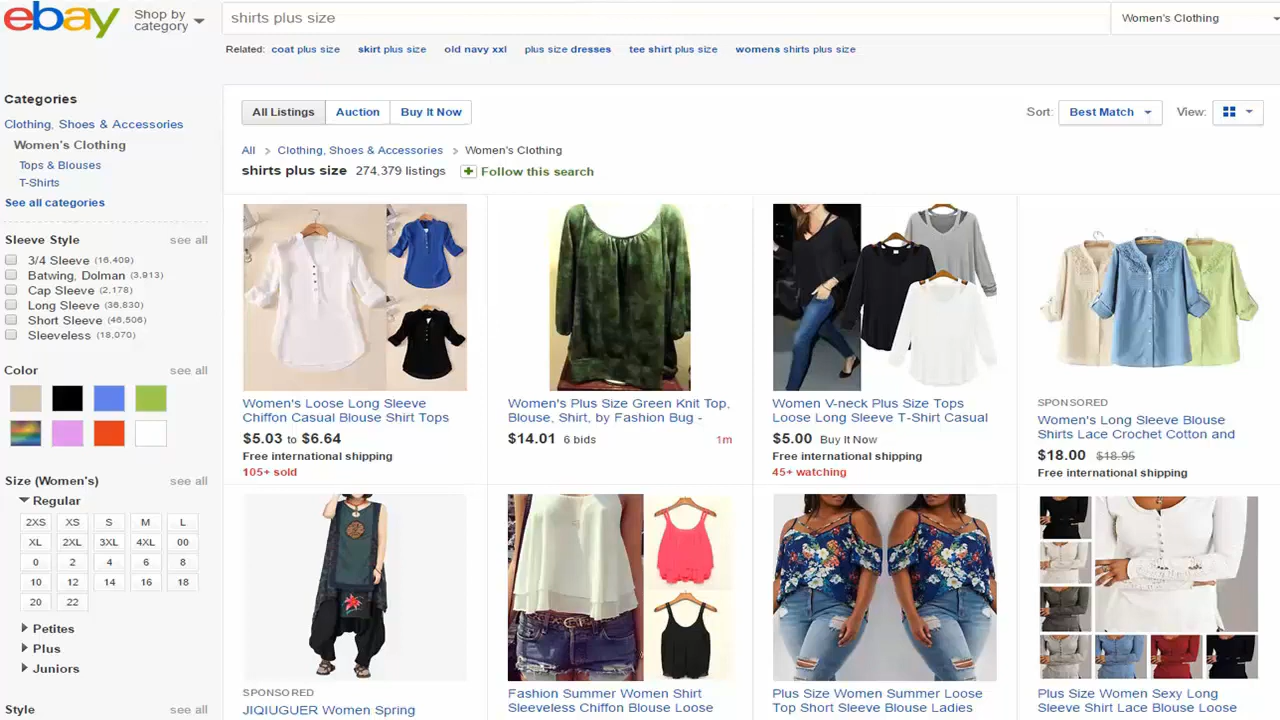 ebay
Shop by
category
shirts plus size
Women's Clothing
Related: coat plus size skirt plus size old navy xxl plus size dresses tee shirt plus size womens shirts plus size
Categories
Clothing, Shoes & Accessories
Women's Clothing
Tops & Blouses
T-Shirts
See all categories
Sleeve Style see all
3/4 Sleeve (16,409)
Batwing, Dolman (3,913)
Cap Sleeve (2,178)
Long Sleeve (36,830)
Short Sleeve (46,506)
Sleeveless (18,070)
Color see all
Size (Women's) see all
Regular
2XS XS S M L
XL 2XL 3XL 4XL 00
0 2 4 6 8
10 12 14 16 18
20 22
Petites
Plus
Juniors
Style see all
All Listings Auction Buy It Now
Sort: Best Match View:
All > Clothing, Shoes & Accessories > Women's Clothing
shirts plus size 274,379 listings Follow this search
Women's Loose Long Sleeve
Chiffon Casual Blouse Shirt Tops
$5.03 to $6.64
Free international shipping
105+ sold
Women's Plus Size Green Knit Top,
Blouse, Shirt, by Fashion Bug -
$14.01 6 bids 1m
Women V-neck Plus Size Tops
Loose Long Sleeve T-Shirt Casual
$5.00 Buy It Now
Free international shipping
45+ watching
SPONSORED
Women's Long Sleeve Blouse
Shirts Lace Crochet Cotton and
$18.00 $18.95
Free international shipping
SPONSORED
JIQIUGUER Women Spring
Fashion Summer Women Shirt
Sleeveless Chiffon Blouse Loose
Plus Size Women Summer Loose
Top Short Sleeve Blouse Ladies
Plus Size Women Sexy Long
Sleeve Shirt Lace Blouse Loose